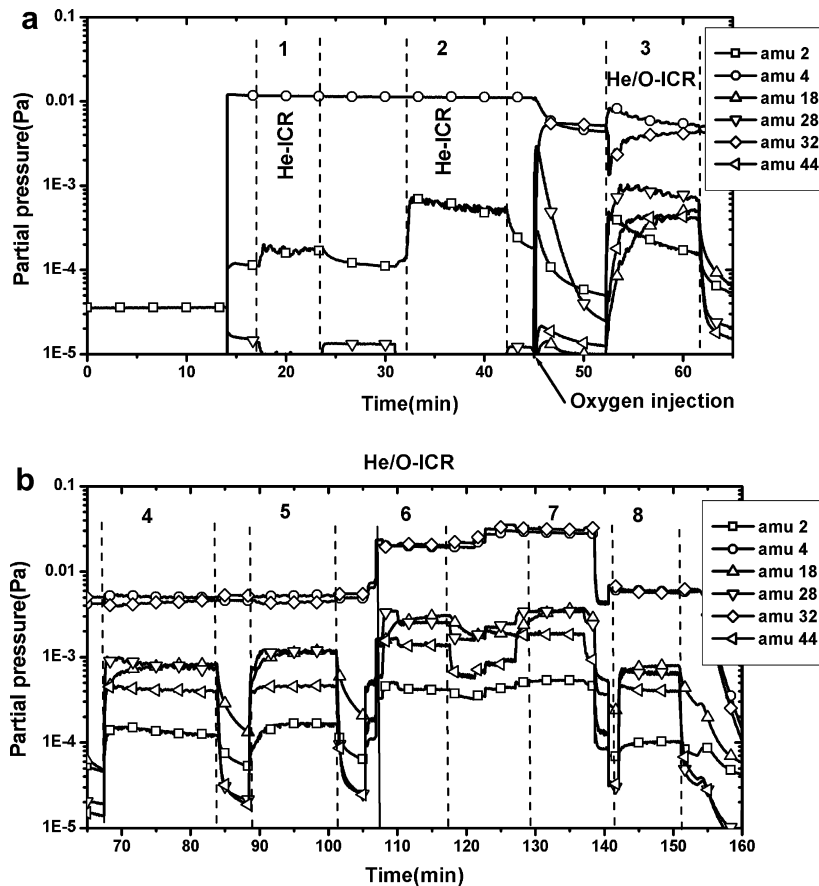 a
0.1
0.01
1E-3
1E-4
1E-5
Partial pressure(Pa)
1
2
3
He-ICR
He-ICR
He/O-ICR
amu 2
amu 4
amu 18
amu 28
amu 32
amu 44
0
10
20
30
40
50
60
Time(min)
Oxygen injection
He/O-ICR
b
0.1
0.01
1E-3
1E-4
1E-5
Partial pressure(Pa)
4
5
6
7
8
amu 2
amu 4
amu 18
amu 28
amu 32
amu 44
70
80
90
100
110
120
130
140
150
160
Time(min)